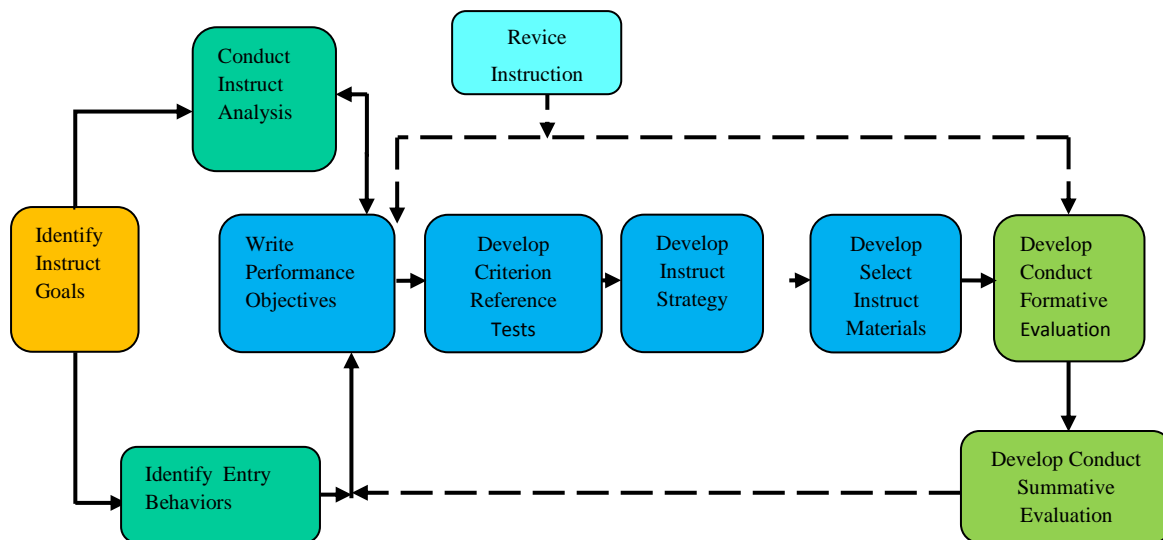 Revice
Instruction
Conduct
Instruct
Analysis
Identify
Instruct
Goals
Write
Performance
Objectives
Develop
Criterion
Reference
Tests
Develop
Instruct
Strategy
Develop
Select
Instruct
Materials
Develop
Conduct
Formative
Evaluation
Identify Entry
Behaviors
Develop Conduct
Summative
Evaluation